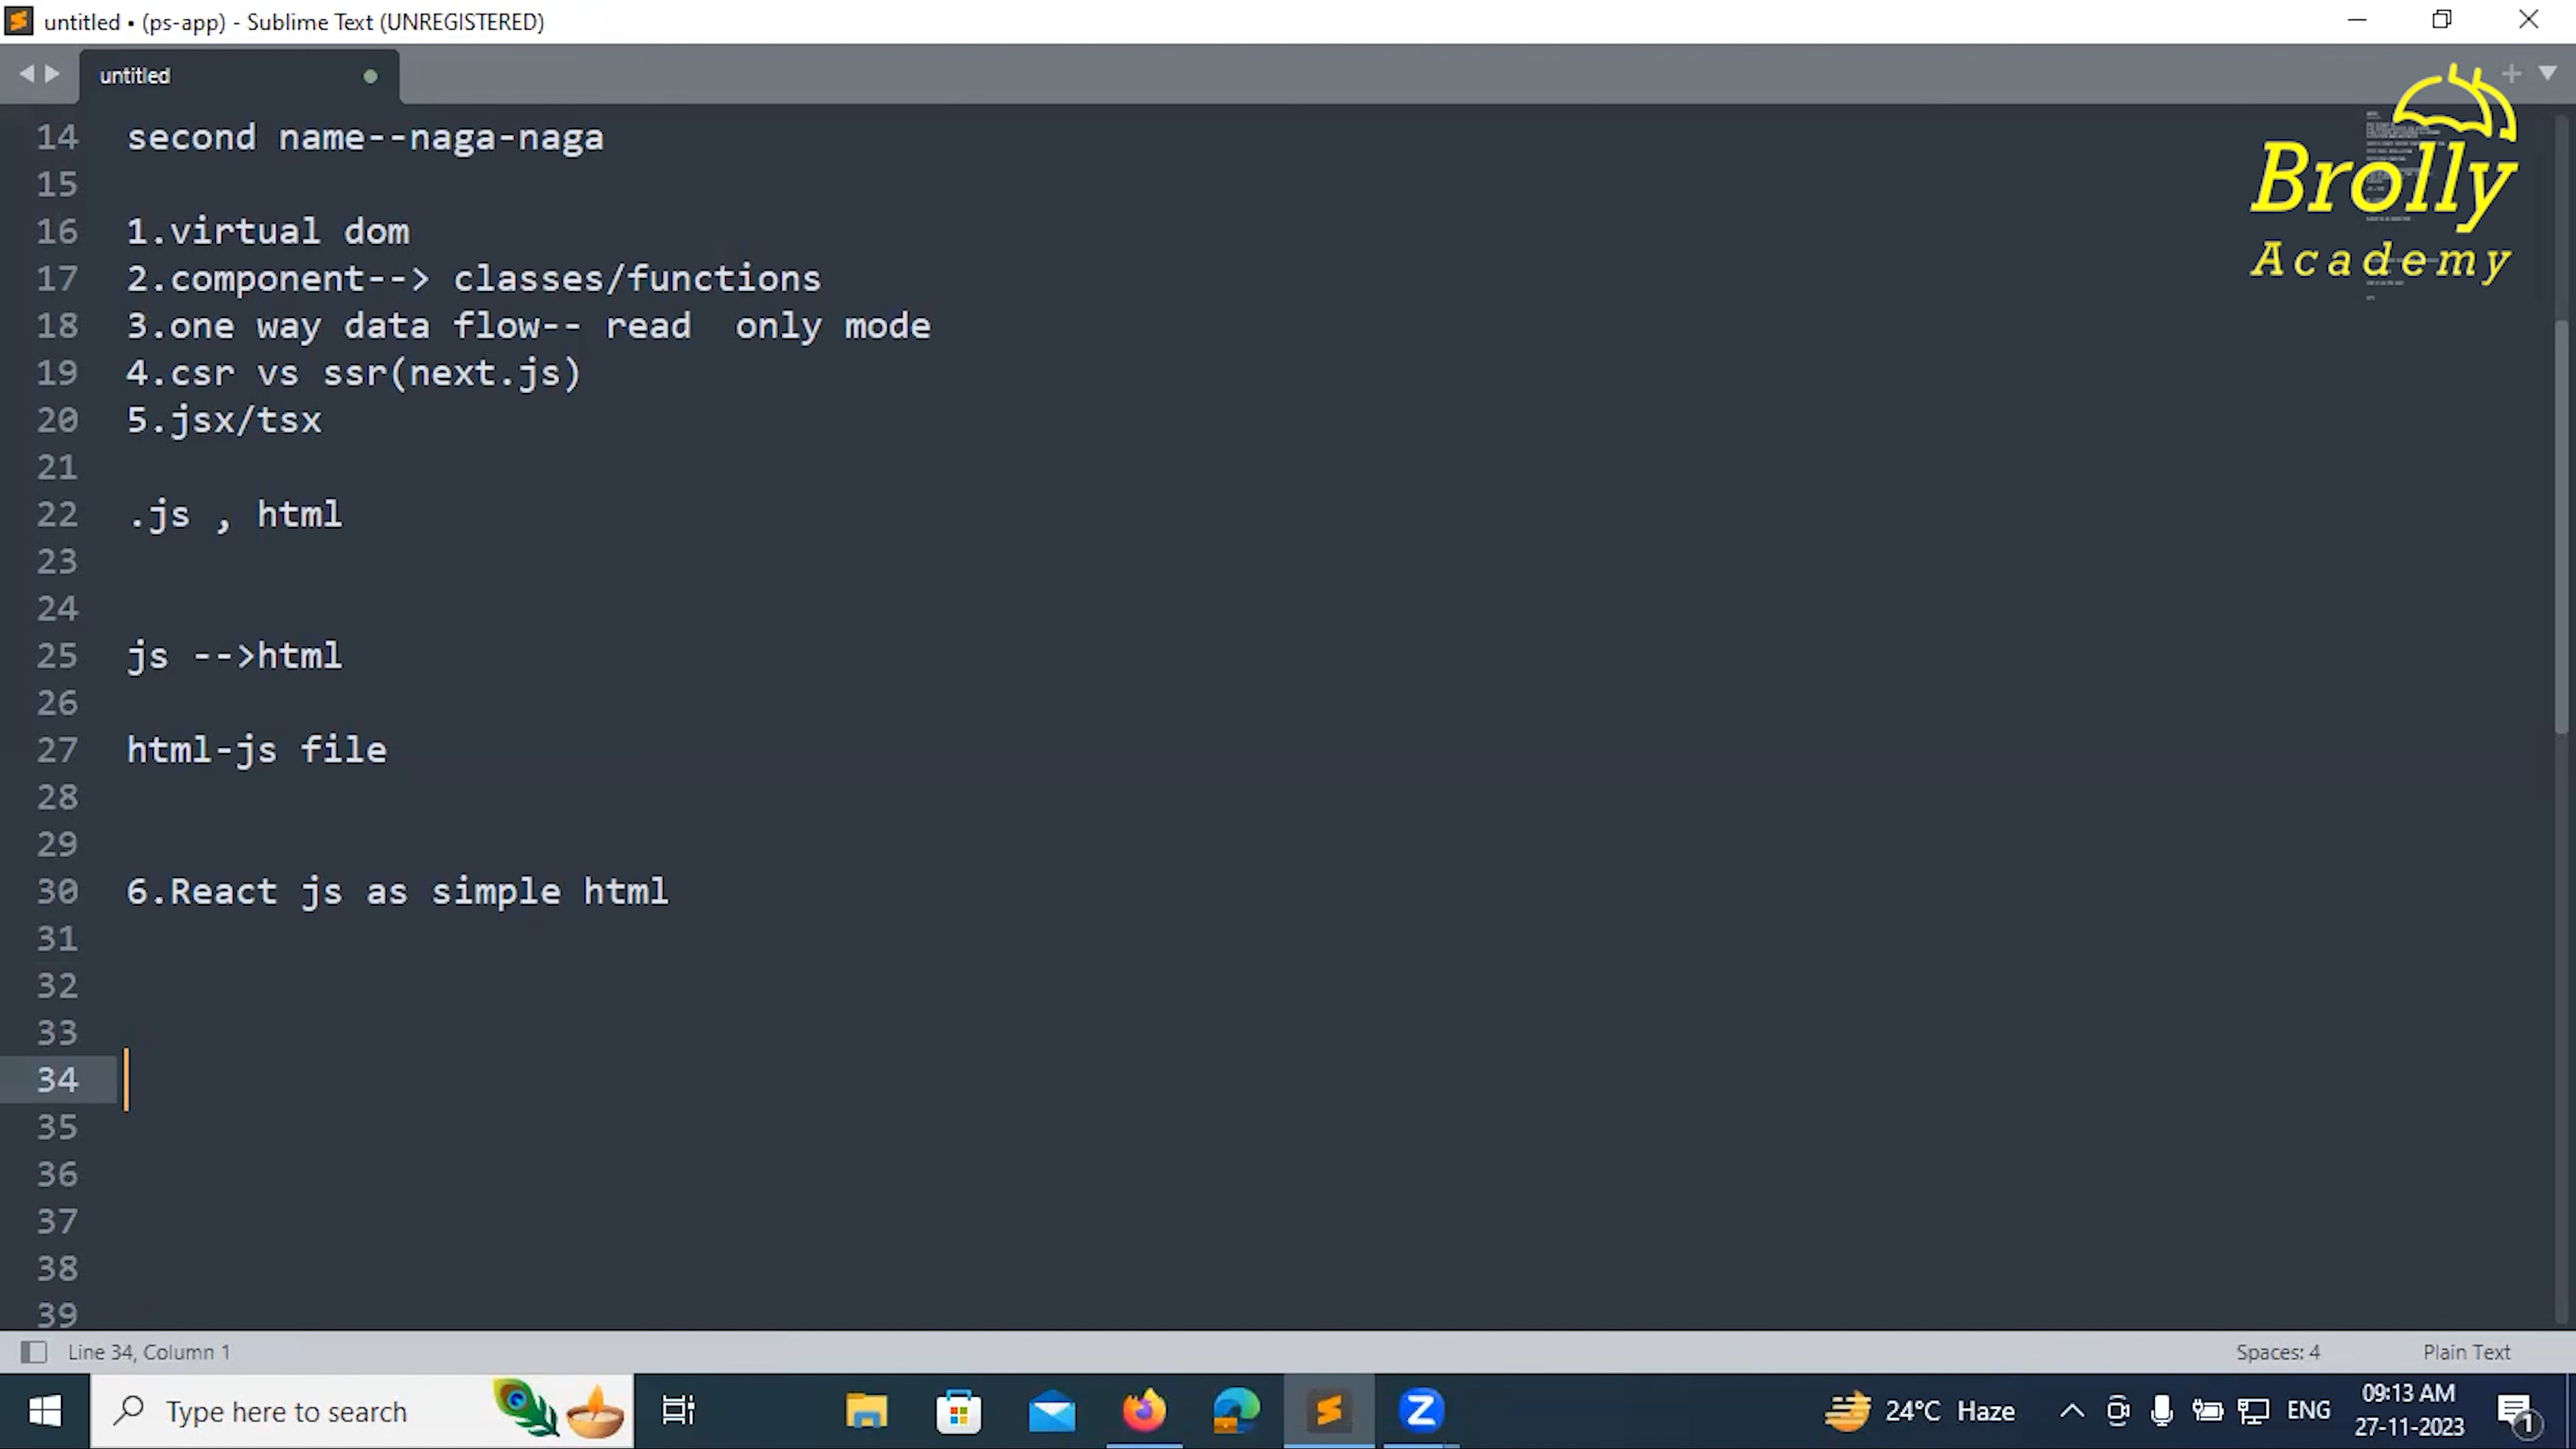 untitled • (ps-app) - Sublime Text (UNREGISTERED)
untitled
Brolly
Academy
14 second name--naga-naga
15
16 1.virtual dom
17 2.component--> classes/functions
18 3.one way data flow-- read  only mode
19 4.csr vs ssr(next.js)
20 5.jsx/tsx
21
22 .js , html
23
24
25 js -->html
26
27 html-js file
28
29
30 6.React js as simple html
31
32
33
34
35
36
37
38
39
Line 34, Column 1
Spaces: 4
Plain Text
Type here to search
24°C Haze
ENG
09:13 AM
27-11-2023
1